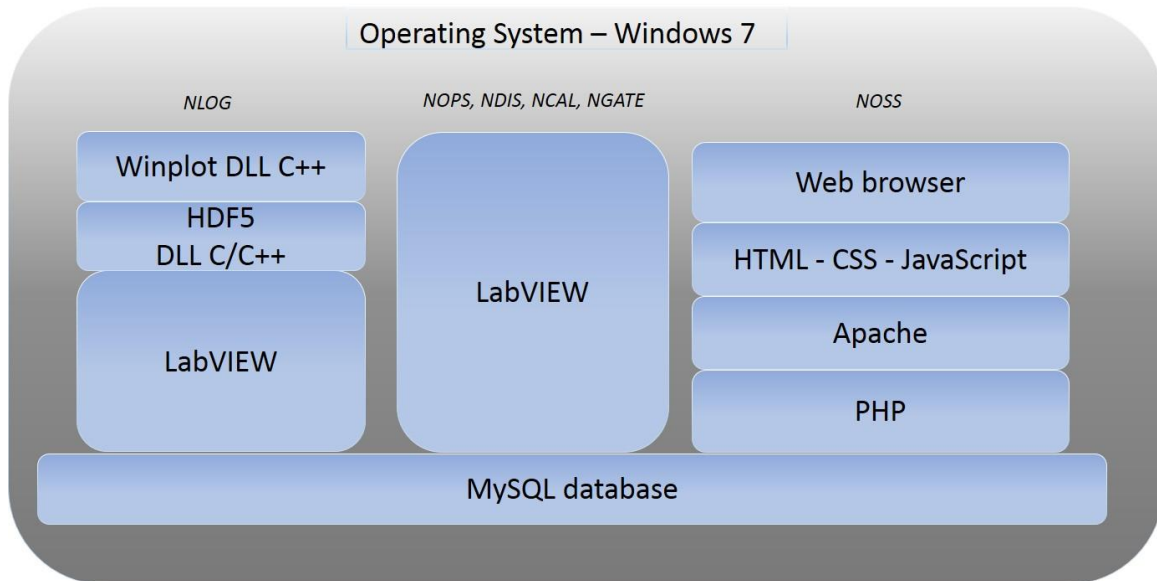 Operating System – Windows 7
NLOG
NOPS, NDIS, NCAL, NGATE
NOSS
Winplot DLL C++
HDF5
DLL C/C++
LabVIEW
LabVIEW
Web browser
HTML - CSS - JavaScript
Apache
PHP
MySQL database